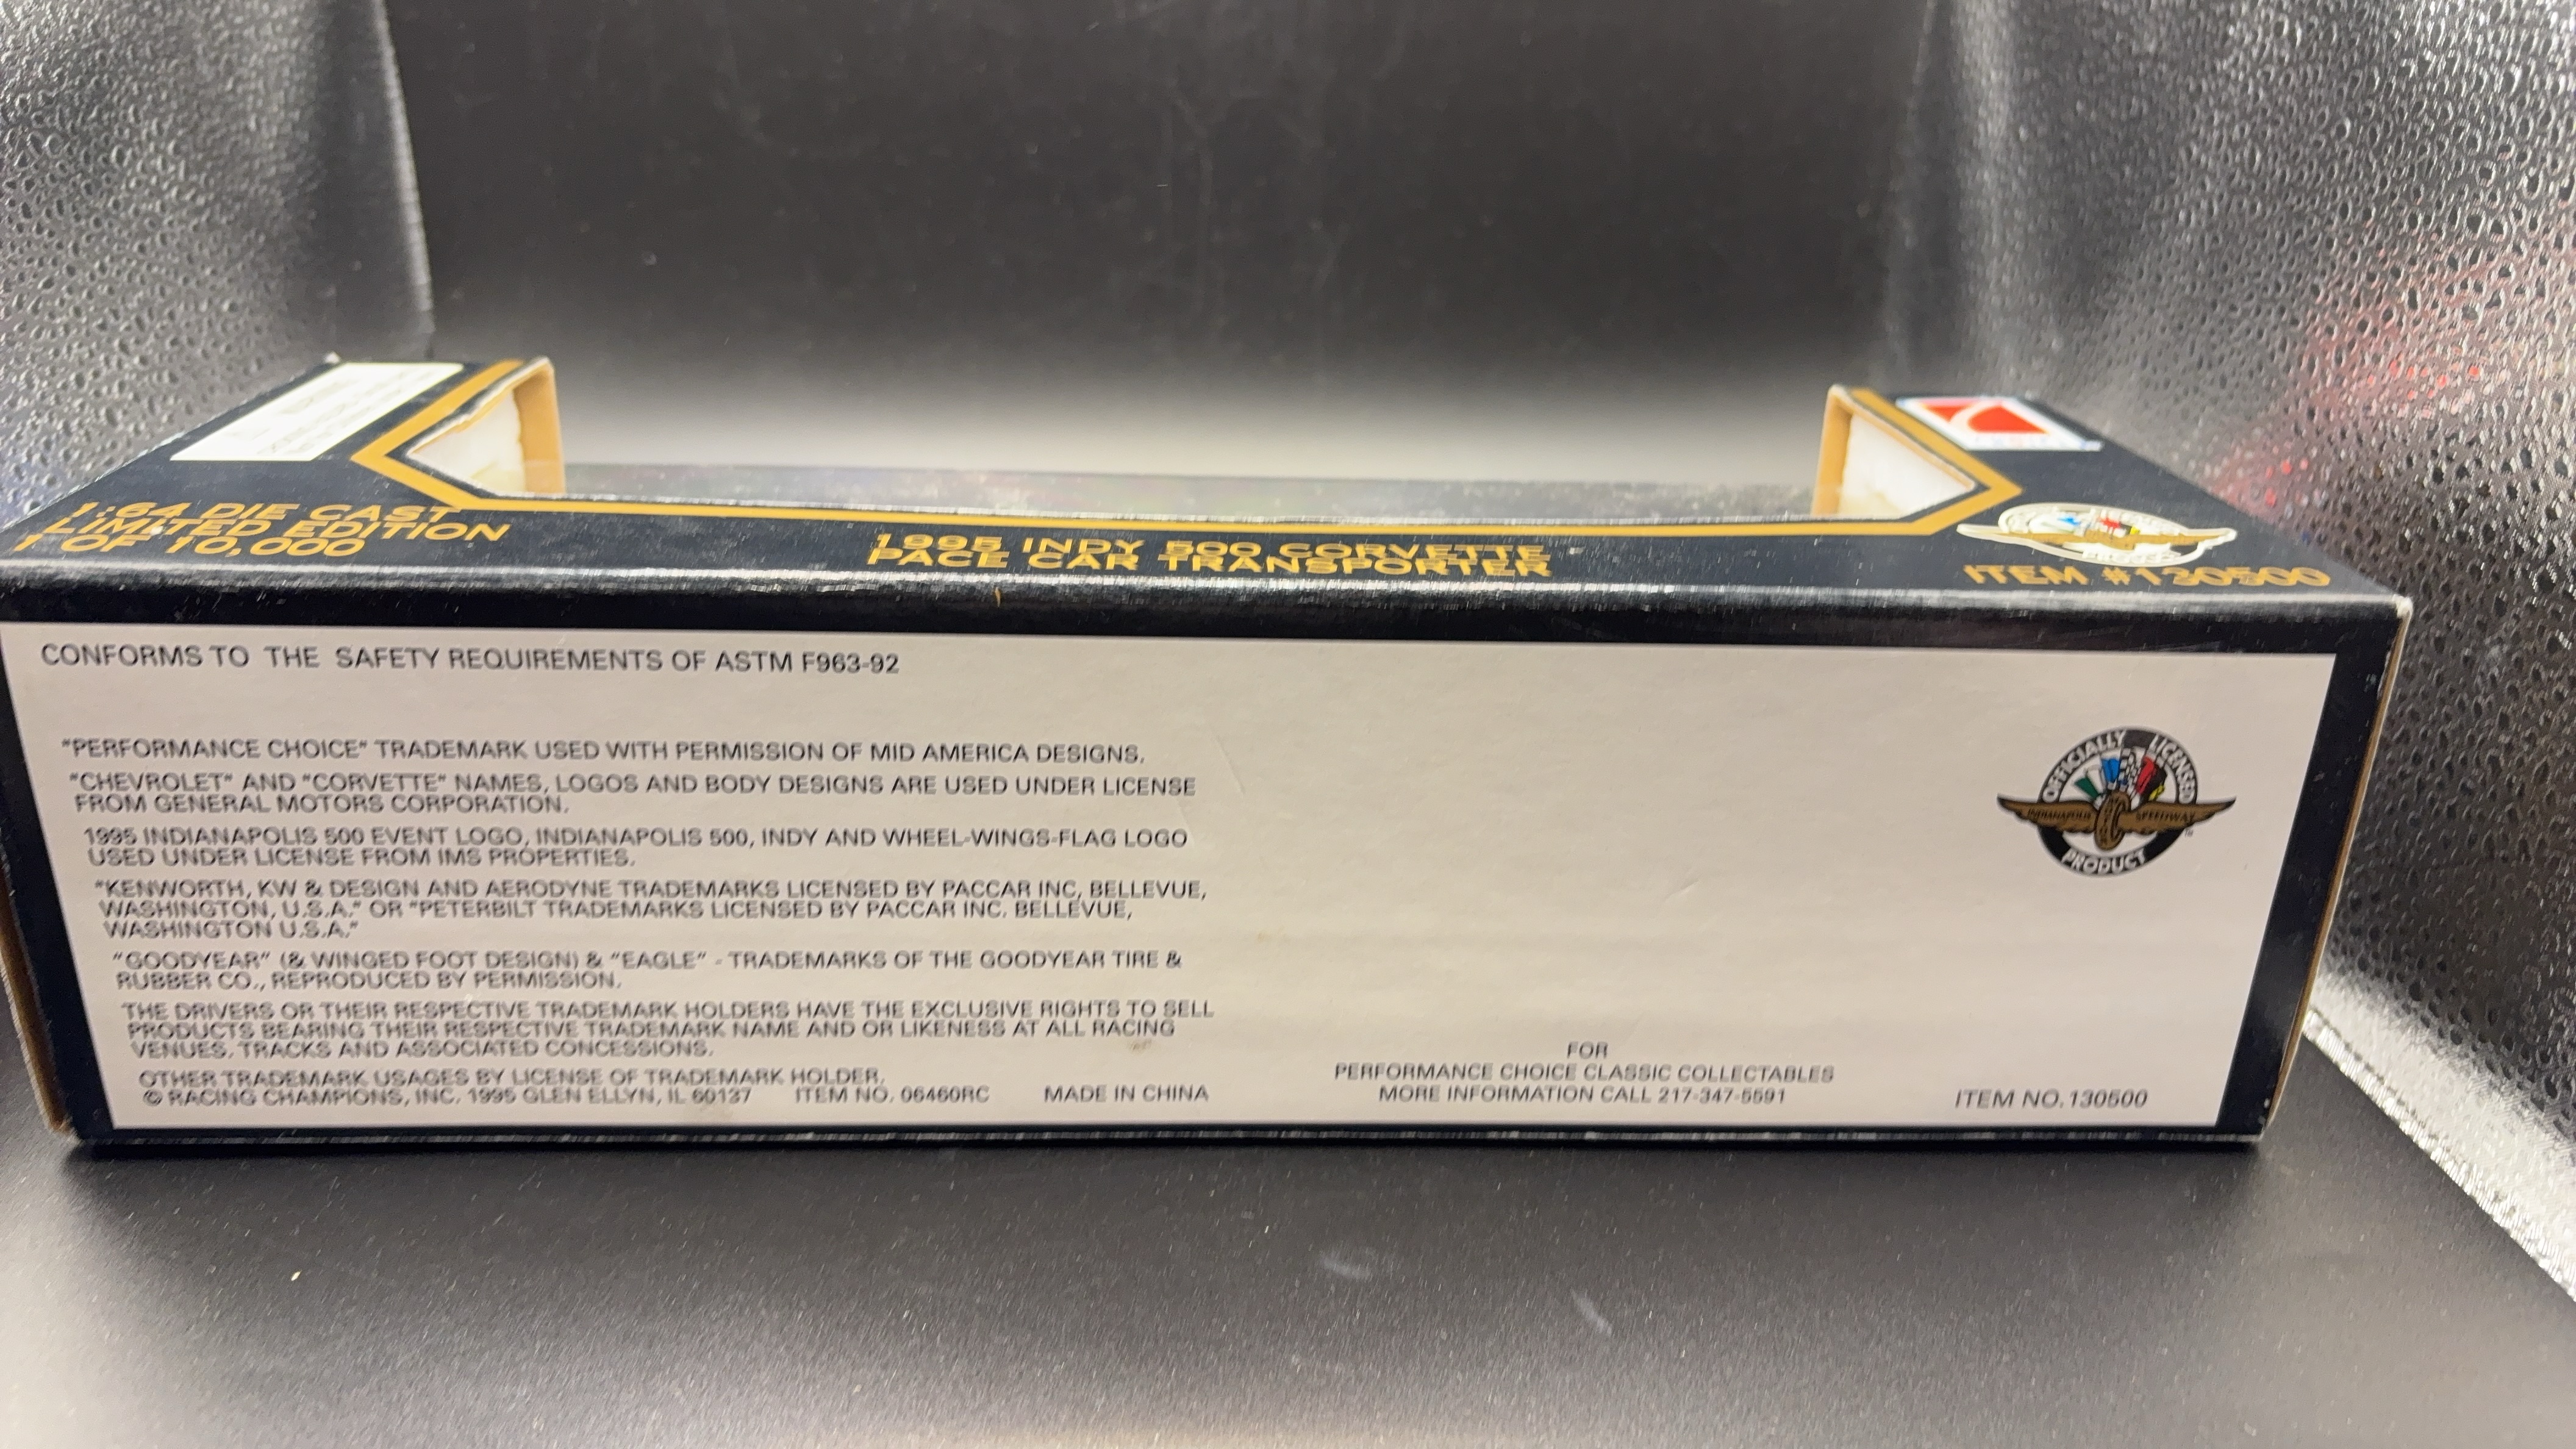 1:64 DIE CAST
LIMITED EDITION
1 OF 10,000
1995 INDY 500 CORVETTE
PACE CAR TRANSPORTER
ITEM #130500
CONFORMS TO THE SAFETY REQUIREMENTS OF ASTM F963-92
"PERFORMANCE CHOICE" TRADEMARK USED WITH PERMISSION OF MID AMERICA DESIGNS.
"CHEVROLET" AND "CORVETTE" NAMES, LOGOS AND BODY DESIGNS ARE USED UNDER LICENSE
FROM GENERAL MOTORS CORPORATION.
1995 INDIANAPOLIS 500 EVENT LOGO, INDIANAPOLIS 500, INDY AND WHEEL-WINGS-FLAG LOGO
USED UNDER LICENSE FROM IMS PROPERTIES.
"KENWORTH, KW & DESIGN AND AERODYNE TRADEMARKS LICENSED BY PACCAR INC, BELLEVUE,
WASHINGTON, U.S.A." OR "PETERBILT TRADEMARKS LICENSED BY PACCAR INC. BELLEVUE,
WASHINGTON U.S.A."
"GOODYEAR" (& WINGED FOOT DESIGN) & "EAGLE" - TRADEMARKS OF THE GOODYEAR TIRE &
RUBBER CO., REPRODUCED BY PERMISSION.
THE DRIVERS OR THEIR RESPECTIVE TRADEMARK HOLDERS HAVE THE EXCLUSIVE RIGHTS TO SELL
PRODUCTS BEARING THEIR RESPECTIVE TRADEMARK NAME AND OR LIKENESS AT ALL RACING
VENUES, TRACKS AND ASSOCIATED CONCESSIONS.
OTHER TRADEMARK USAGES BY LICENSE OF TRADEMARK HOLDER.
© RACING CHAMPIONS, INC. 1995 GLEN ELLYN, IL 60137 ITEM NO. 06460RC MADE IN CHINA
FOR
PERFORMANCE CHOICE CLASSIC COLLECTABLES
MORE INFORMATION CALL 217-347-5591
OFFICIALLY LICENSED
INDIANAPOLIS SPEEDWAY
PRODUCT
TM
ITEM NO. 130500